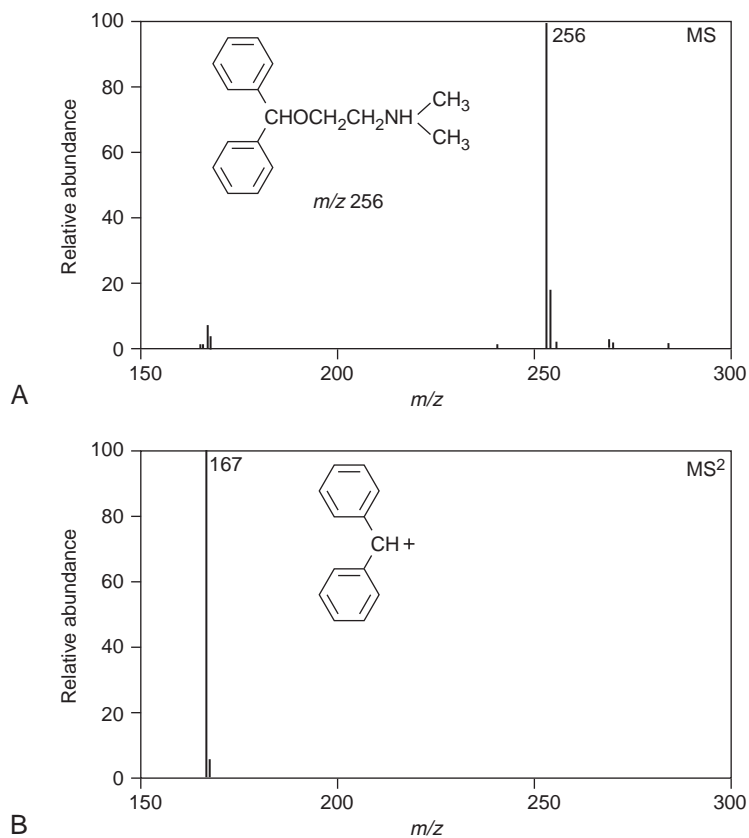 100
256
MS
80
CH₃
CHOCH₂CH₂NH
CH₃
60
m/z 256
40
20
0
150
200
250
300
Relative abundance
m/z
A
100
167
MS²
80
CH +
60
40
20
0
150
200
250
300
Relative abundance
m/z
B